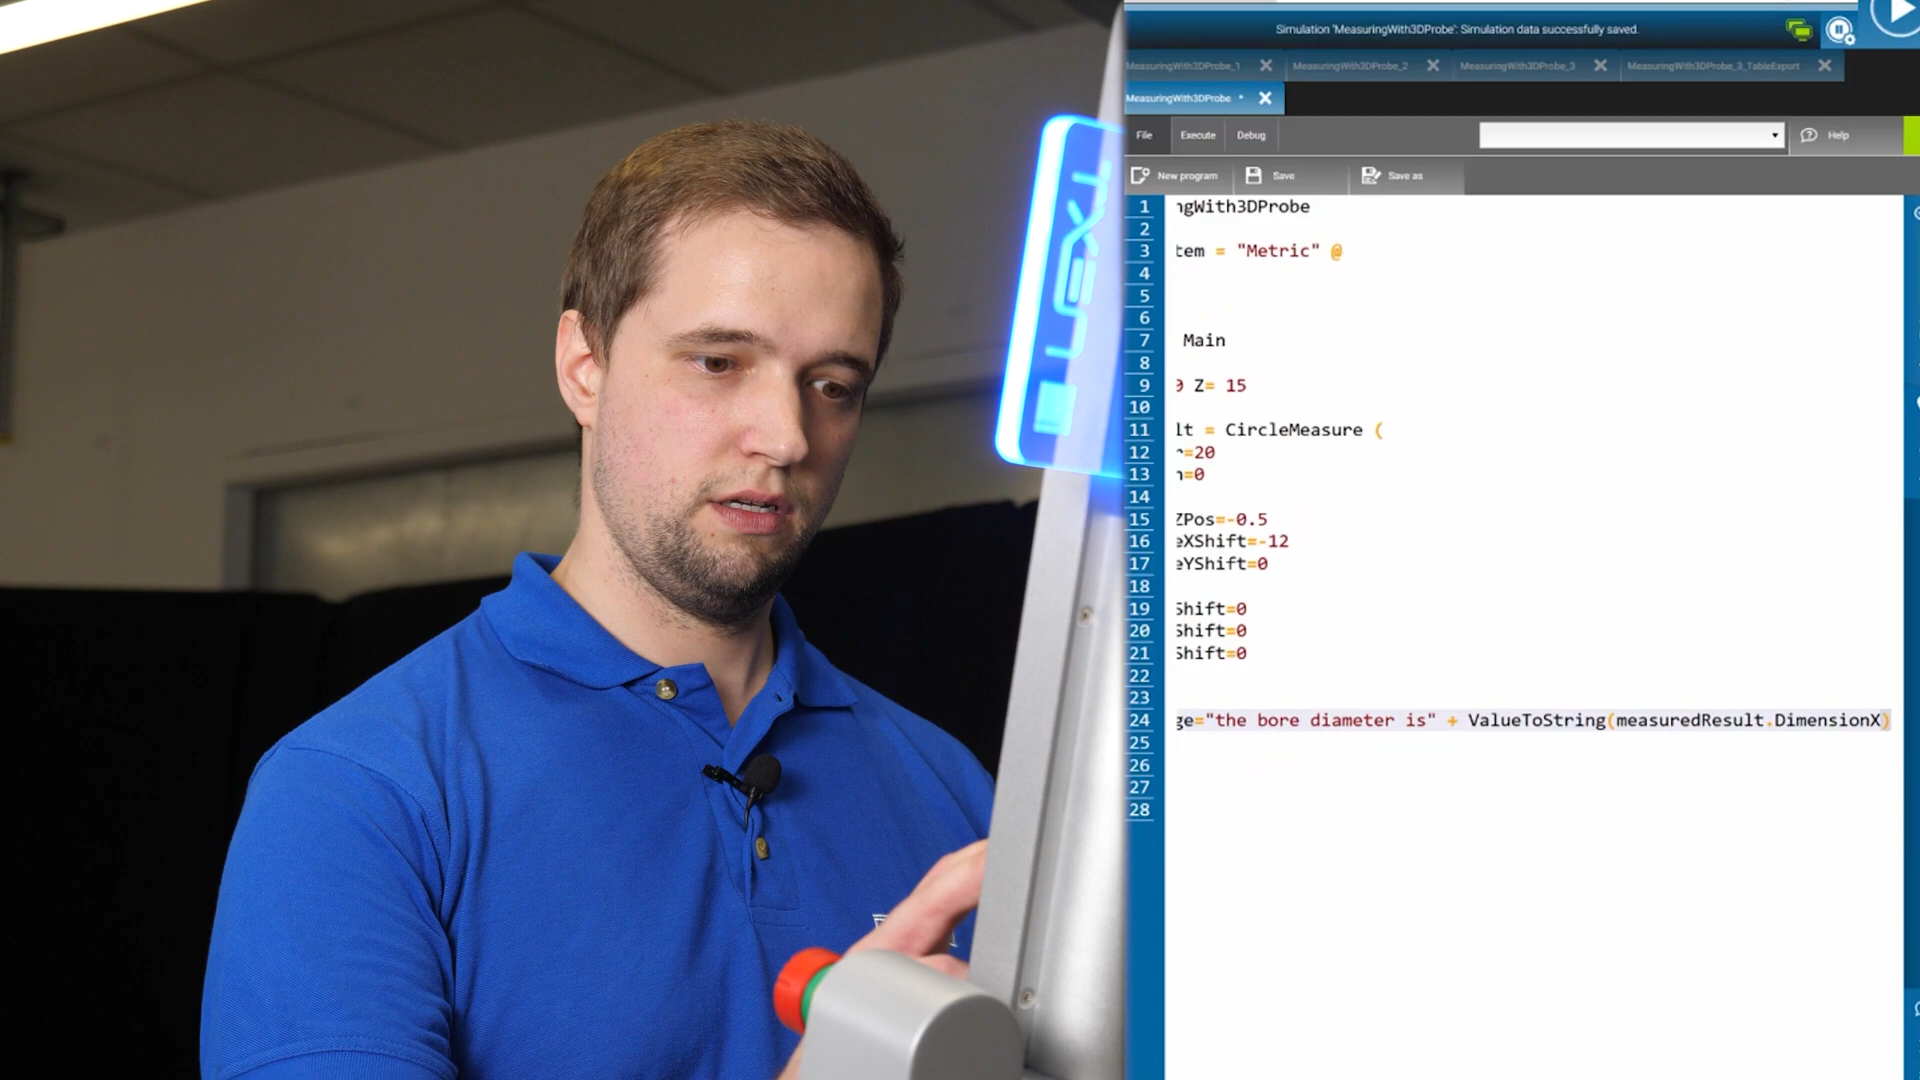 Simulation 'MeasuringWith3DProbe': Simulation data successfully saved.
MeasuringWith3DProbe_1
MeasuringWith3DProbe_2
MeasuringWith3DProbe_3
MeasuringWith3DProbe_3_TableExport
MeasuringWith3DProbe *
File
Execute
Debug
Help
New program
Save
Save as
1 ngWith3DProbe
2
3 tem = "Metric" @
4
5
6
7 Main
8
9 0 Z= 15
10
11 lt = CircleMeasure (
12 r=20
13 n=0
14
15 ZPos=-0.5
16 eXShift=-12
17 eYShift=0
18
19 Shift=0
20 Shift=0
21 Shift=0
22
23
24 ge="the bore diameter is" + ValueToString(measuredResult.DimensionX)
25
26
27
28